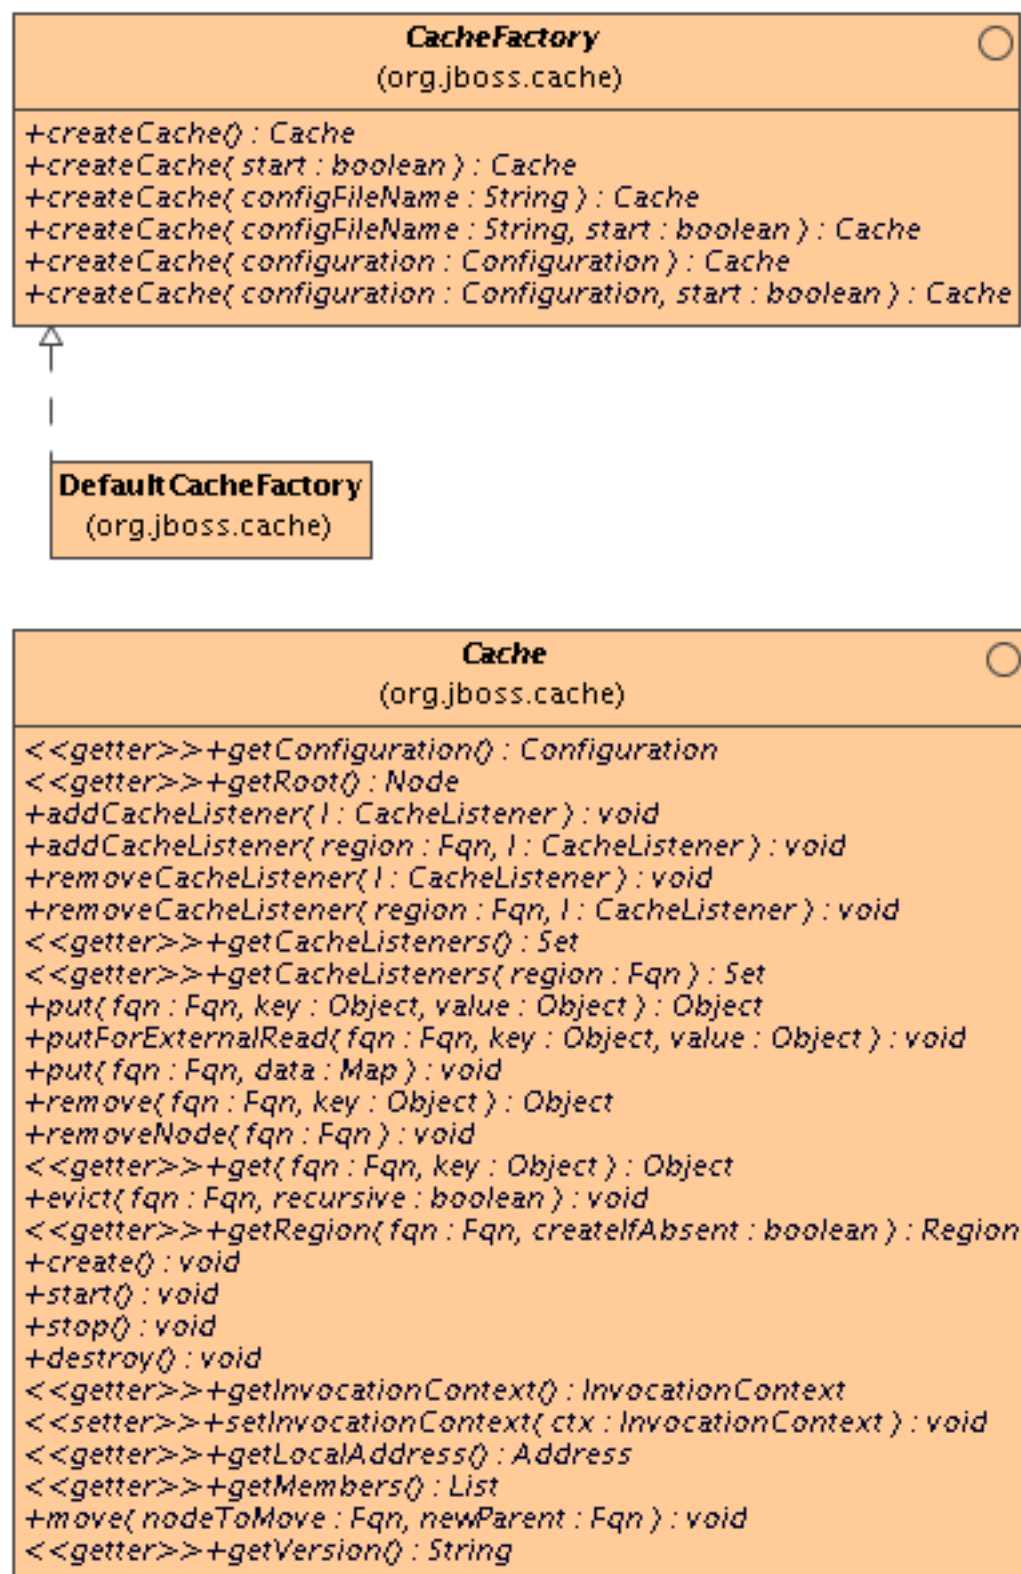 CacheFactory
(org.jboss.cache)
+createCache() : Cache
+createCache( start : boolean ) : Cache
+createCache( configFileName : String ) : Cache
+createCache( configFileName : String, start : boolean ) : Cache
+createCache( configuration : Configuration ) : Cache
+createCache( configuration : Configuration, start : boolean ) : Cache
DefaultCacheFactory
(org.jboss.cache)
Cache
(org.jboss.cache)
<<getter>>+getConfiguration() : Configuration
<<getter>>+getRoot() : Node
+addCacheListener( l : CacheListener ) : void
+addCacheListener( region : Fqn, l : CacheListener ) : void
+removeCacheListener( l : CacheListener ) : void
+removeCacheListener( region : Fqn, l : CacheListener ) : void
<<getter>>+getCacheListeners() : Set
<<getter>>+getCacheListeners( region : Fqn ) : Set
+put( fqn : Fqn, key : Object, value : Object ) : Object
+putForExternalRead( fqn : Fqn, key : Object, value : Object ) : void
+put( fqn : Fqn, data : Map ) : void
+remove( fqn : Fqn, key : Object ) : Object
+removeNode( fqn : Fqn ) : void
<<getter>>+get( fqn : Fqn, key : Object ) : Object
+evict( fqn : Fqn, recursive : boolean ) : void
<<getter>>+getRegion( fqn : Fqn, createIfAbsent : boolean ) : Region
+create() : void
+start() : void
+stop() : void
+destroy() : void
<<getter>>+getInvocationContext() : InvocationContext
<<setter>>+setInvocationContext( ctx : InvocationContext ) : void
<<getter>>+getLocalAddress() : Address
<<getter>>+getMembers() : List
+move( nodeToMove : Fqn, newParent : Fqn ) : void
<<getter>>+getVersion() : String